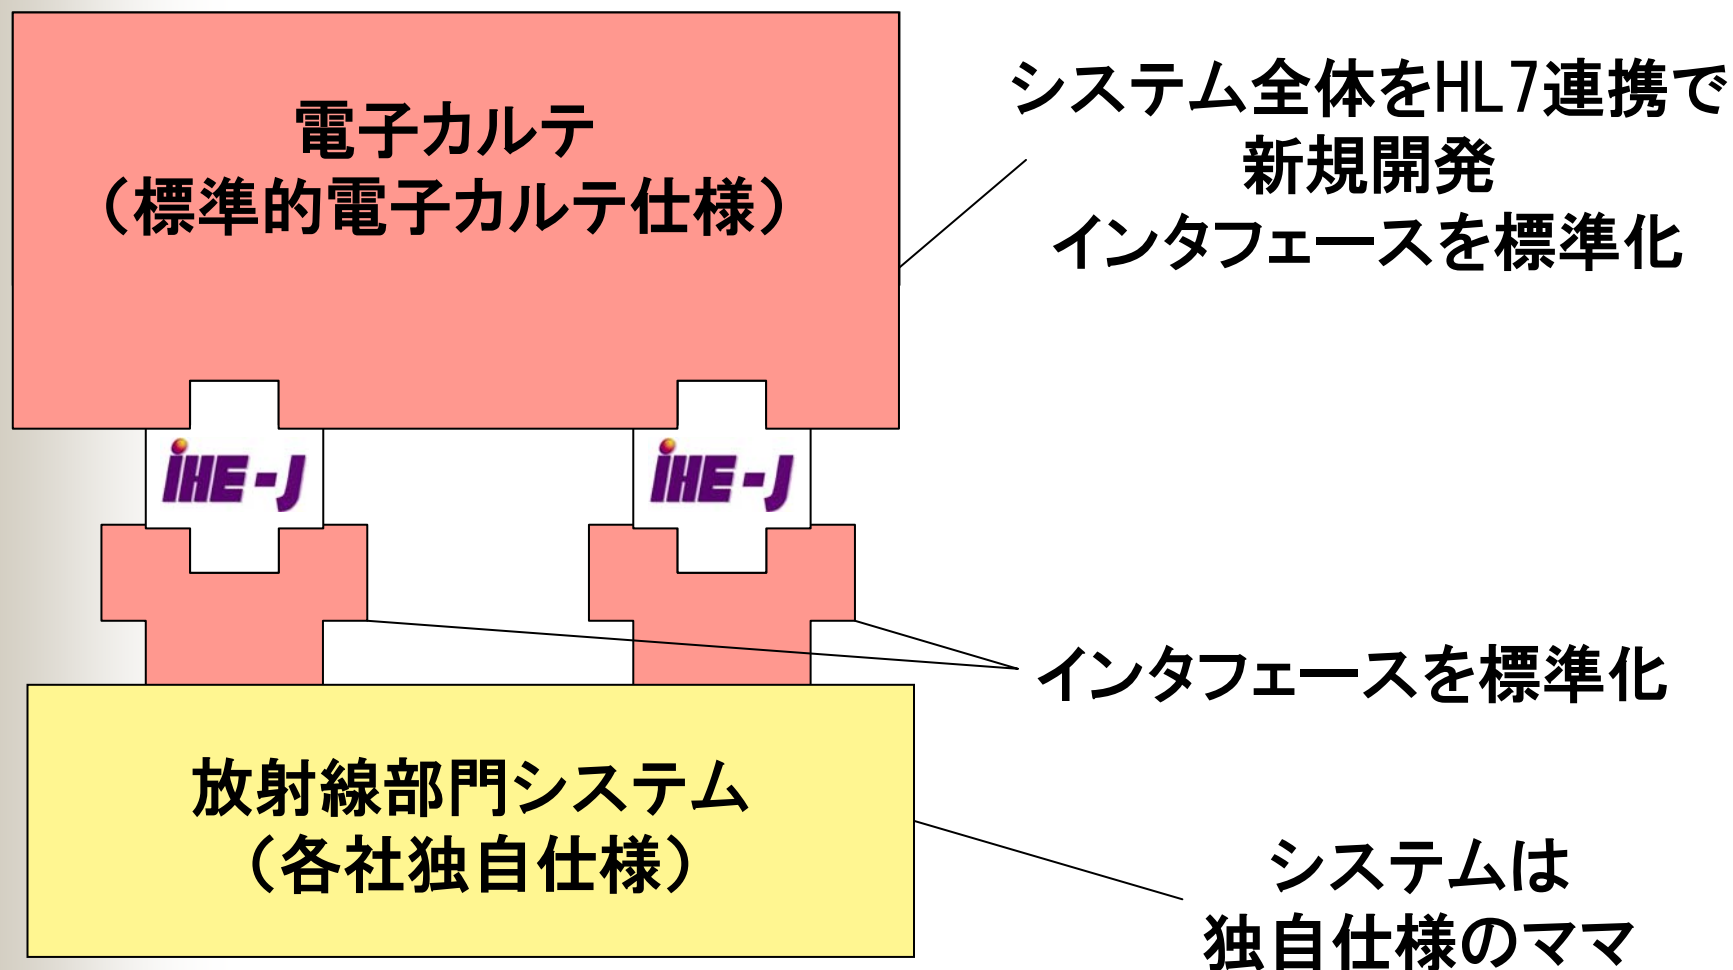 電子カルテ
（標準的電子カルテ仕様）
システム全体をHL7連携で
新規開発
インタフェースを標準化
IHE-J
IHE-J
インタフェースを標準化
放射線部門システム
（各社独自仕様）
システムは
独自仕様のママ